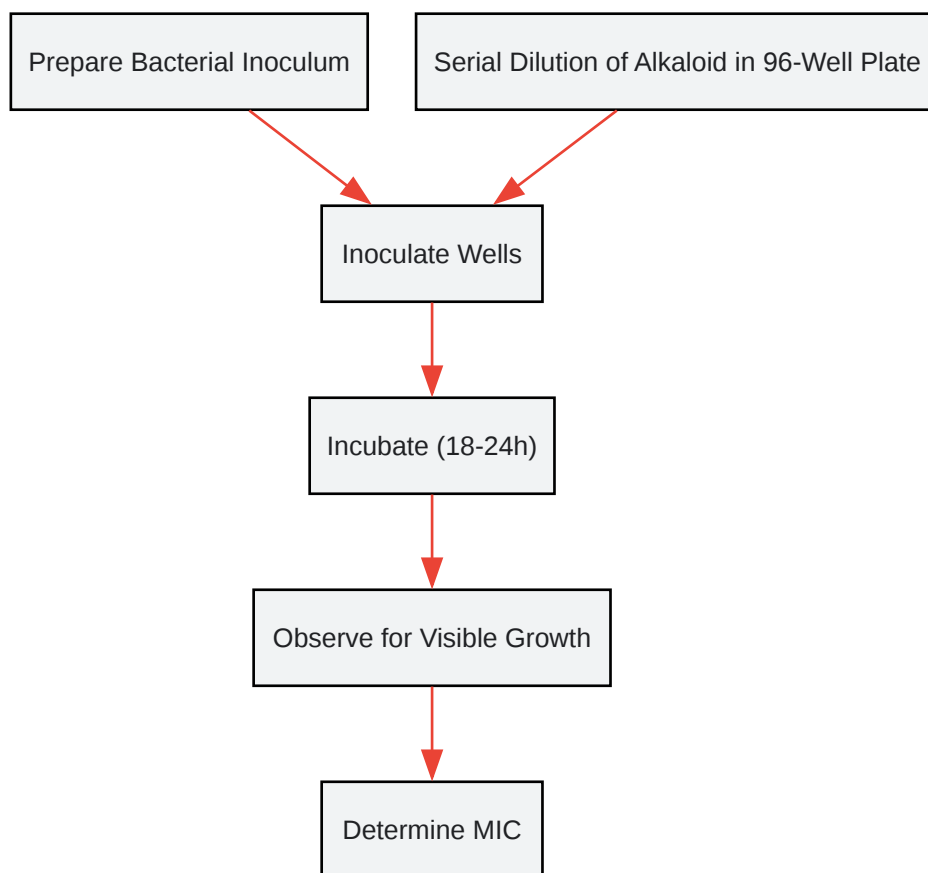 Prepare Bacterial Inoculum
Serial Dilution of Alkaloid in 96-Well Plate
Inoculate Wells
Incubate (18-24h)
Observe for Visible Growth
Determine MIC